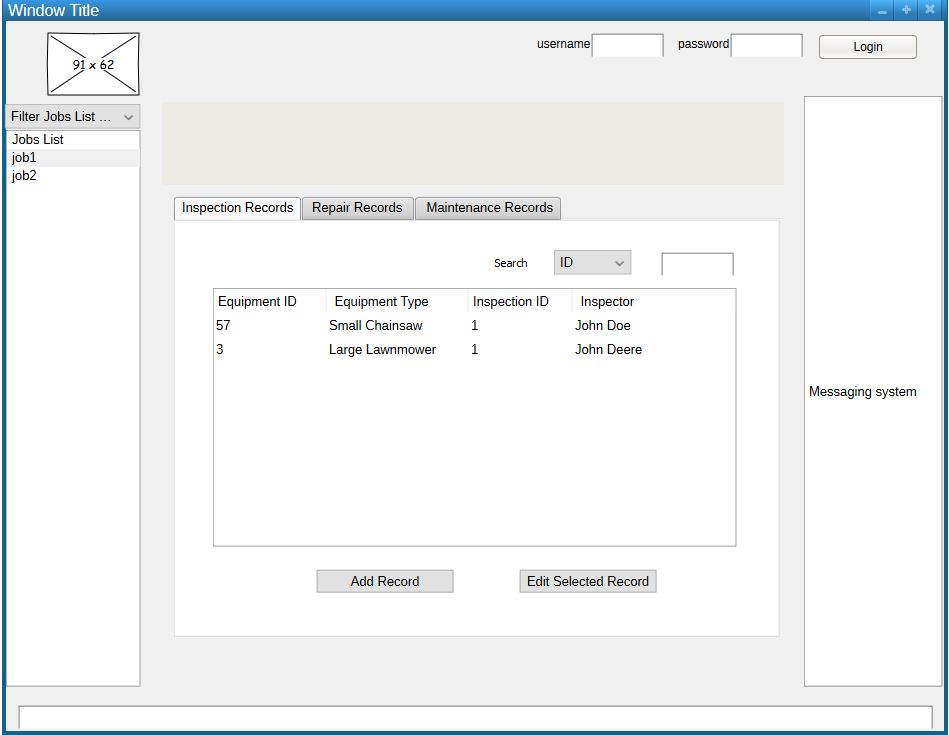 Window Title
91 x 62
username
password
Login
Filter Jobs List ...
Jobs List
job1
job2
Inspection Records
Repair Records
Maintenance Records
Search
ID
Equipment ID Equipment Type Inspection ID Inspector
57 Small Chainsaw 1 John Doe
3 Large Lawnmower 1 John Deere
Messaging system
Add Record
Edit Selected Record